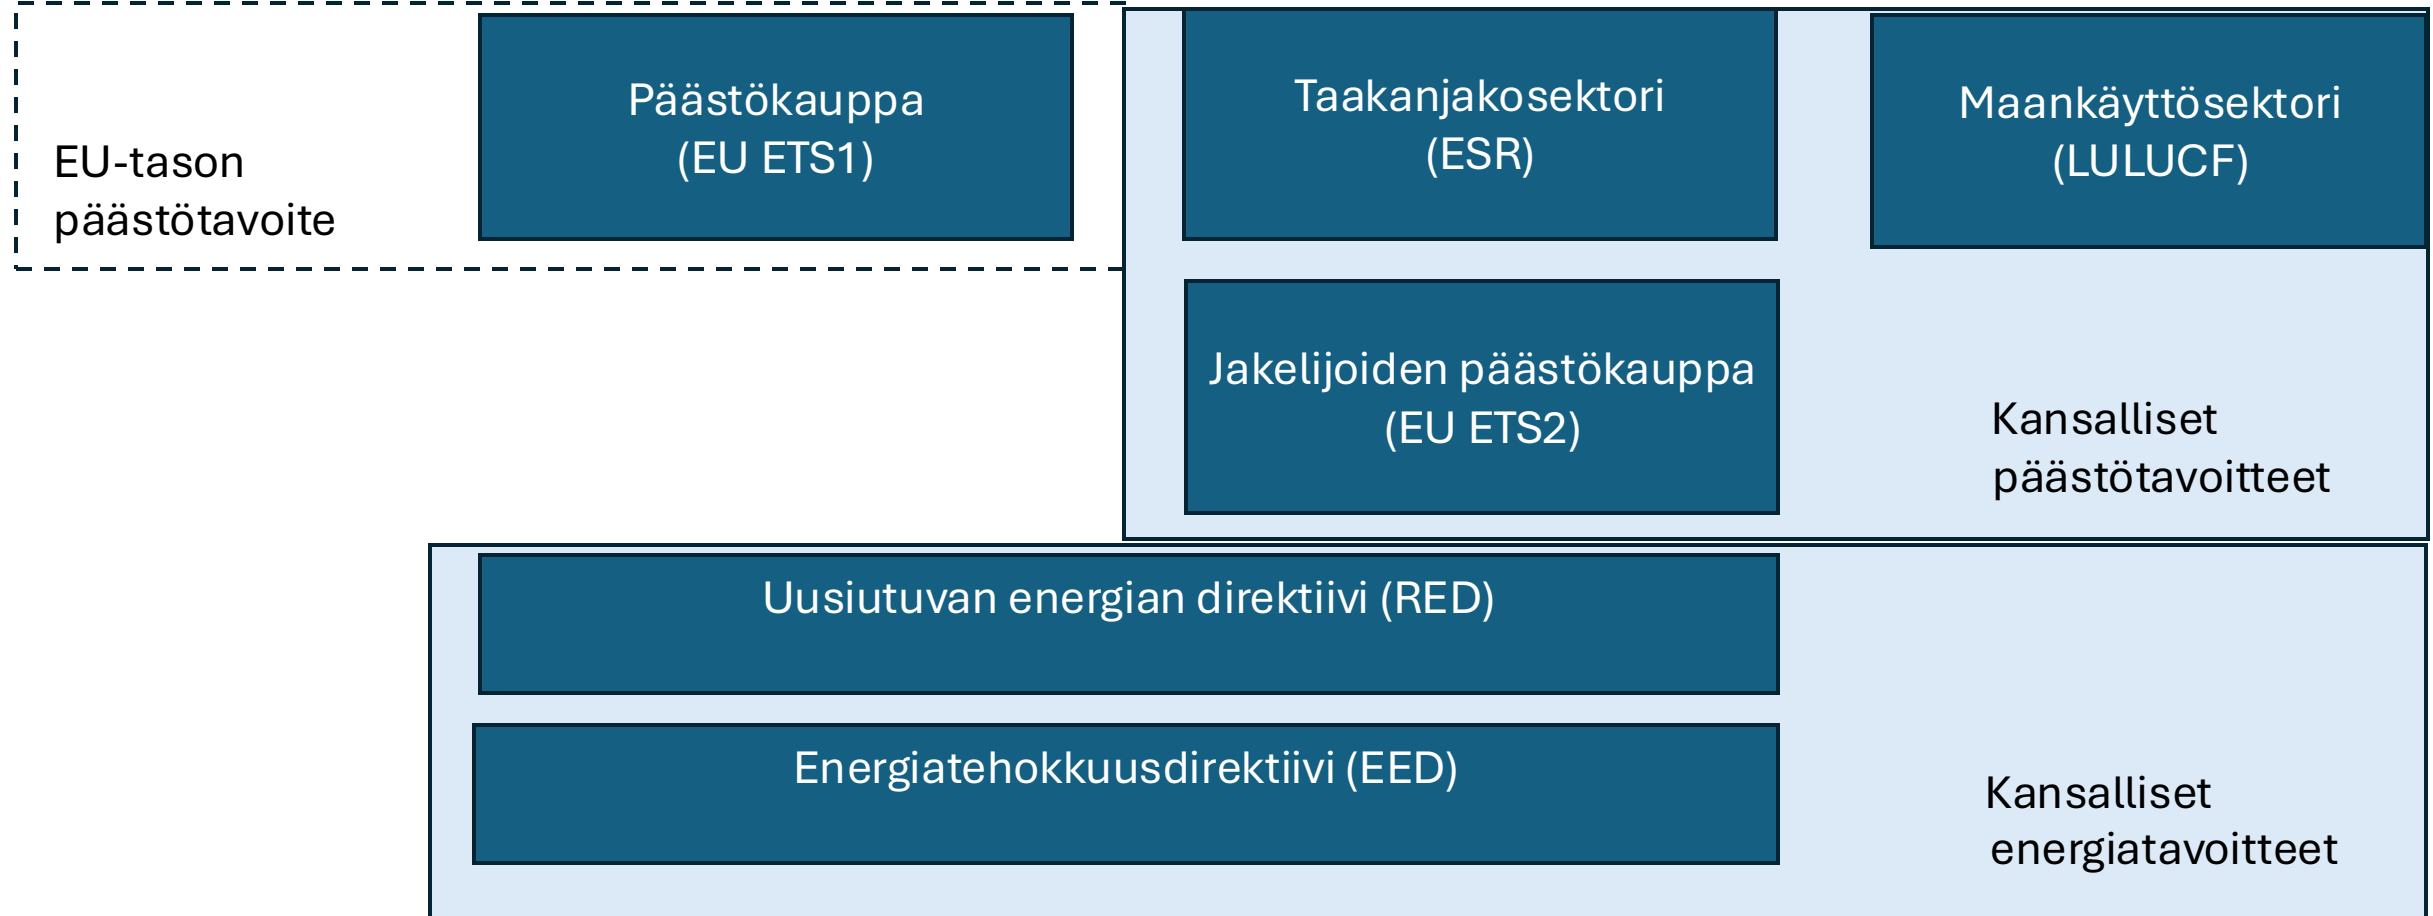 EU-tason
päästötavoite
Päästökauppa
(EU ETS1)
Taakanjakosektori
(ESR)
Maankäyttösektori
(LULUCF)
Jakelijoiden päästökauppa
(EU ETS2)
Kansalliset
päästötavoitteet
Uusiutuvan energian direktiivi (RED)
Energiatehokkuusdirektiivi (EED)
Kansalliset
energiatavoitteet